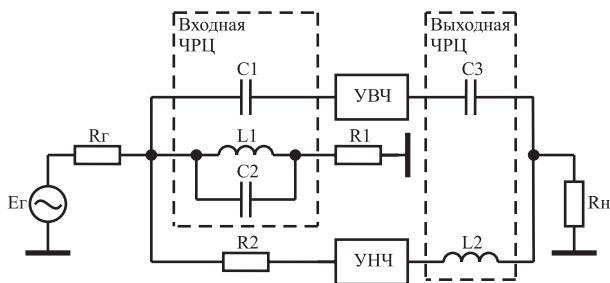 Входная
ЧРЦ
Выходная
ЧРЦ
C1
C3
УВЧ
Rг
L1
R1
C2
Eг
Rн
R2
УНЧ
L2